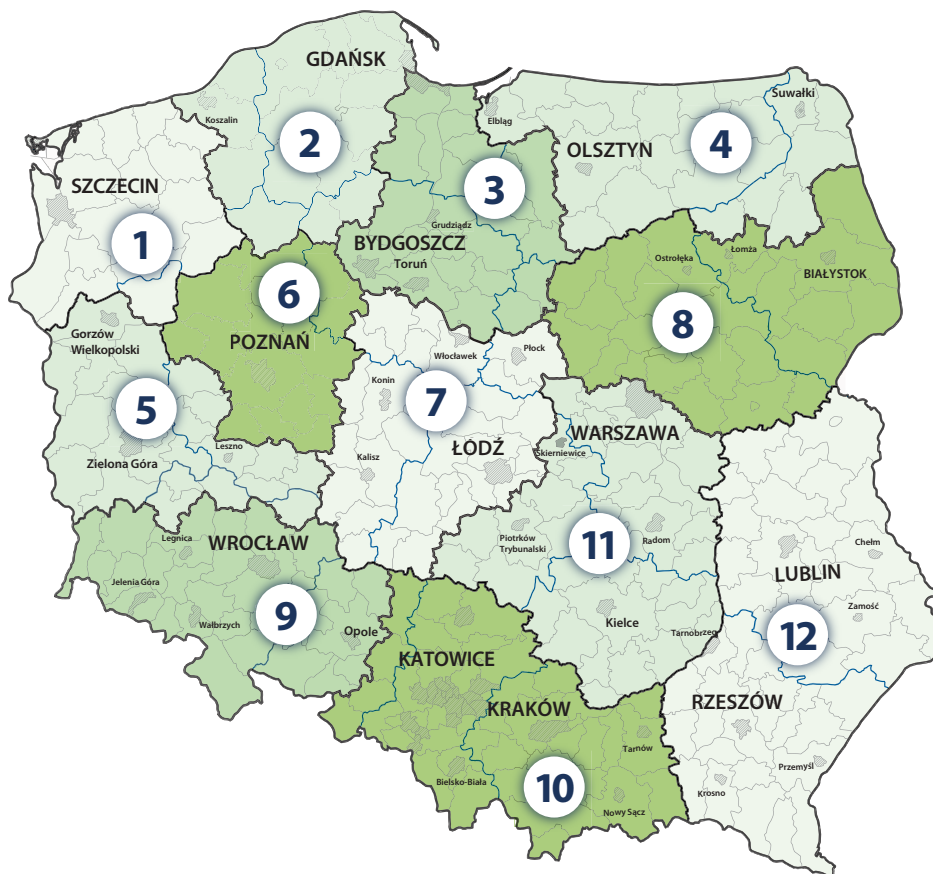 GDAŃSK
Koszalin
2
SZCZECIN
1
Elbląg
Suwałki
OLSZTYN
4
3
Grudziądz
BYDGOSZCZ
Toruń
Ostrołęka
Łomża
BIAŁYSTOK
8
6
POZNAŃ
Gorzów
Wielkopolski
5
Zielona Góra
Leszno
Włocławek
Płock
Konin
7
Kalisz
ŁÓDŹ
WARSZAWA
Skierniewice
Piotrków
Trybunalski
11
Radom
Kielce
Tarnobrzeg
Legnica
WROCŁAW
Jelenia Góra
Wałbrzych
9
Opole
Chełm
LUBLIN
Zamość
12
RZESZÓW
Przemyśl
Krosno
KATOWICE
KRAKÓW
Tarnów
Bielsko-Biała
10
Nowy Sącz